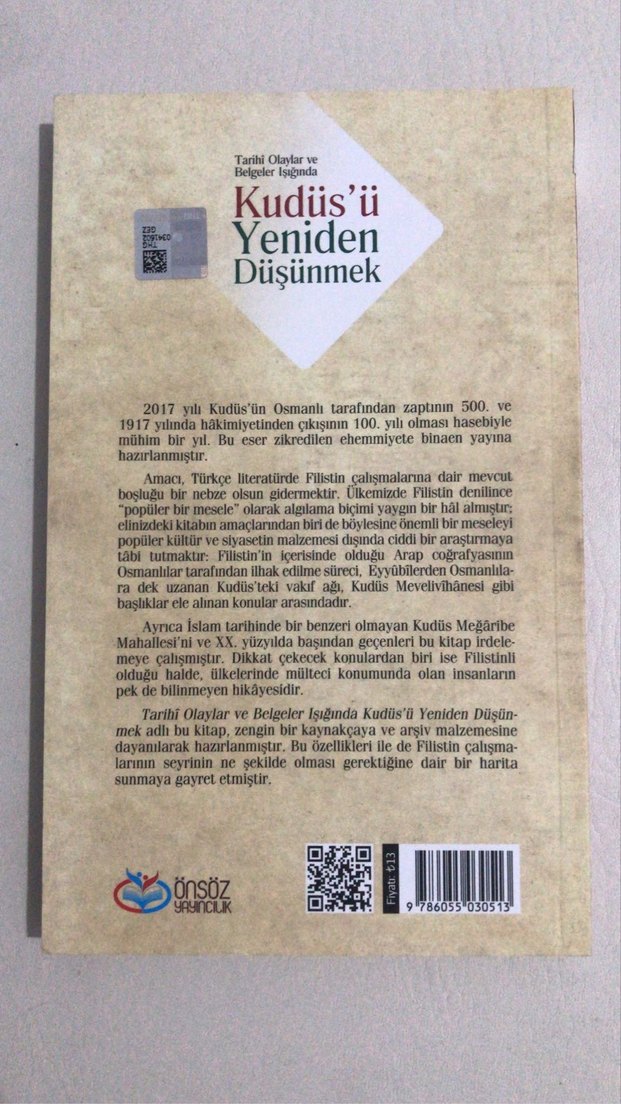 Tarihî Olaylar ve
Belgeler Işığında
Kudüs'ü
Yeniden
Düşünmek
THG
0341602
GEZ
2017 yılı Kudüs'ün Osmanlı tarafından zaptının 500. ve
1917 yılında hâkimiyetinden çıkışının 100. yılı olması hasebiyle
mühim bir yıl. Bu eser zikredilen ehemmiyete binaen yayına
hazırlanmıştır.
Amacı, Türkçe literatürde Filistin çalışmalarına dair mevcut
boşluğu bir nebze olsun gidermektir. Ülkemizde Filistin denilince
“popüler bir mesele” olarak algılama biçimi yaygın bir hâl almıştır;
elinizdeki kitabın amaçlarından biri de böylesine önemli bir meseleyi
popüler kültür ve siyasetin malzemesi dışında ciddi bir araştırmaya
tâbi tutmaktır: Filistin'in içerisinde olduğu Arap coğrafyasının
Osmanlılar tarafından ilhak edilme süreci, Eyyubîlerden Osmanlıla-
ra dek uzanan Kudüs'teki vakıf ağı, Kudüs Mevelivîhânesi gibi
başlıklar ele alınan konular arasındadır.
Ayrıca İslam tarihinde bir benzeri olmayan Kudüs Meğâribe
Mahallesi'ni ve XX. yüzyılda başından geçenleri bu kitap irdele-
meye çalışmıştır. Dikkat çekecek konulardan biri ise Filistinli
olduğu halde, ülkelerinde mülteci konumunda olan insanların
pek de bilinmeyen hikâyesidir.
Tarihî Olaylar ve Belgeler Işığında Kudüs'ü Yeniden Düşün-
mek adlı bu kitap, zengin bir kaynakçaya ve arşiv malzemesine
dayanılarak hazırlanmıştır. Bu özellikleri ile de Filistin çalışma-
larının seyrinin ne şekilde olması gerektiğine dair bir harita
sunmaya gayret etmiştir.
ÖNSÖZ
YAYINCILIK
Fiyatı: ₺13
9 786055 030513